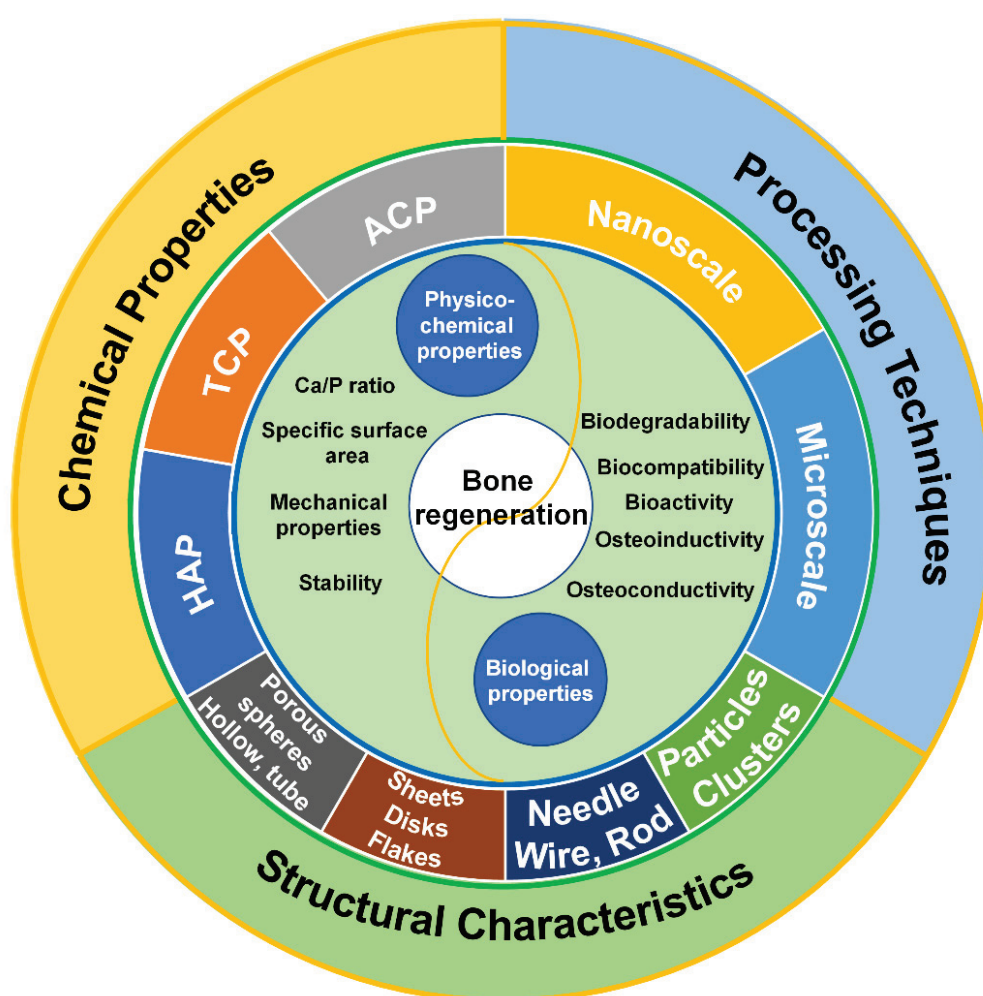 Chemical Properties
Processing Techniques
Structural Characteristics
ACP
TCP
HAP
Nanoscale
Microscale
Porous
spheres
Hollow, tube
Sheets
Disks
Flakes
Needle
Wire, Rod
Particles
Clusters
Physico-
chemical
properties
Ca/P ratio
Specific surface
area
Mechanical
properties
Stability
Bone
regeneration
Biodegradability
Biocompatibility
Bioactivity
Osteoinductivity
Osteoconductivity
Biological
properties